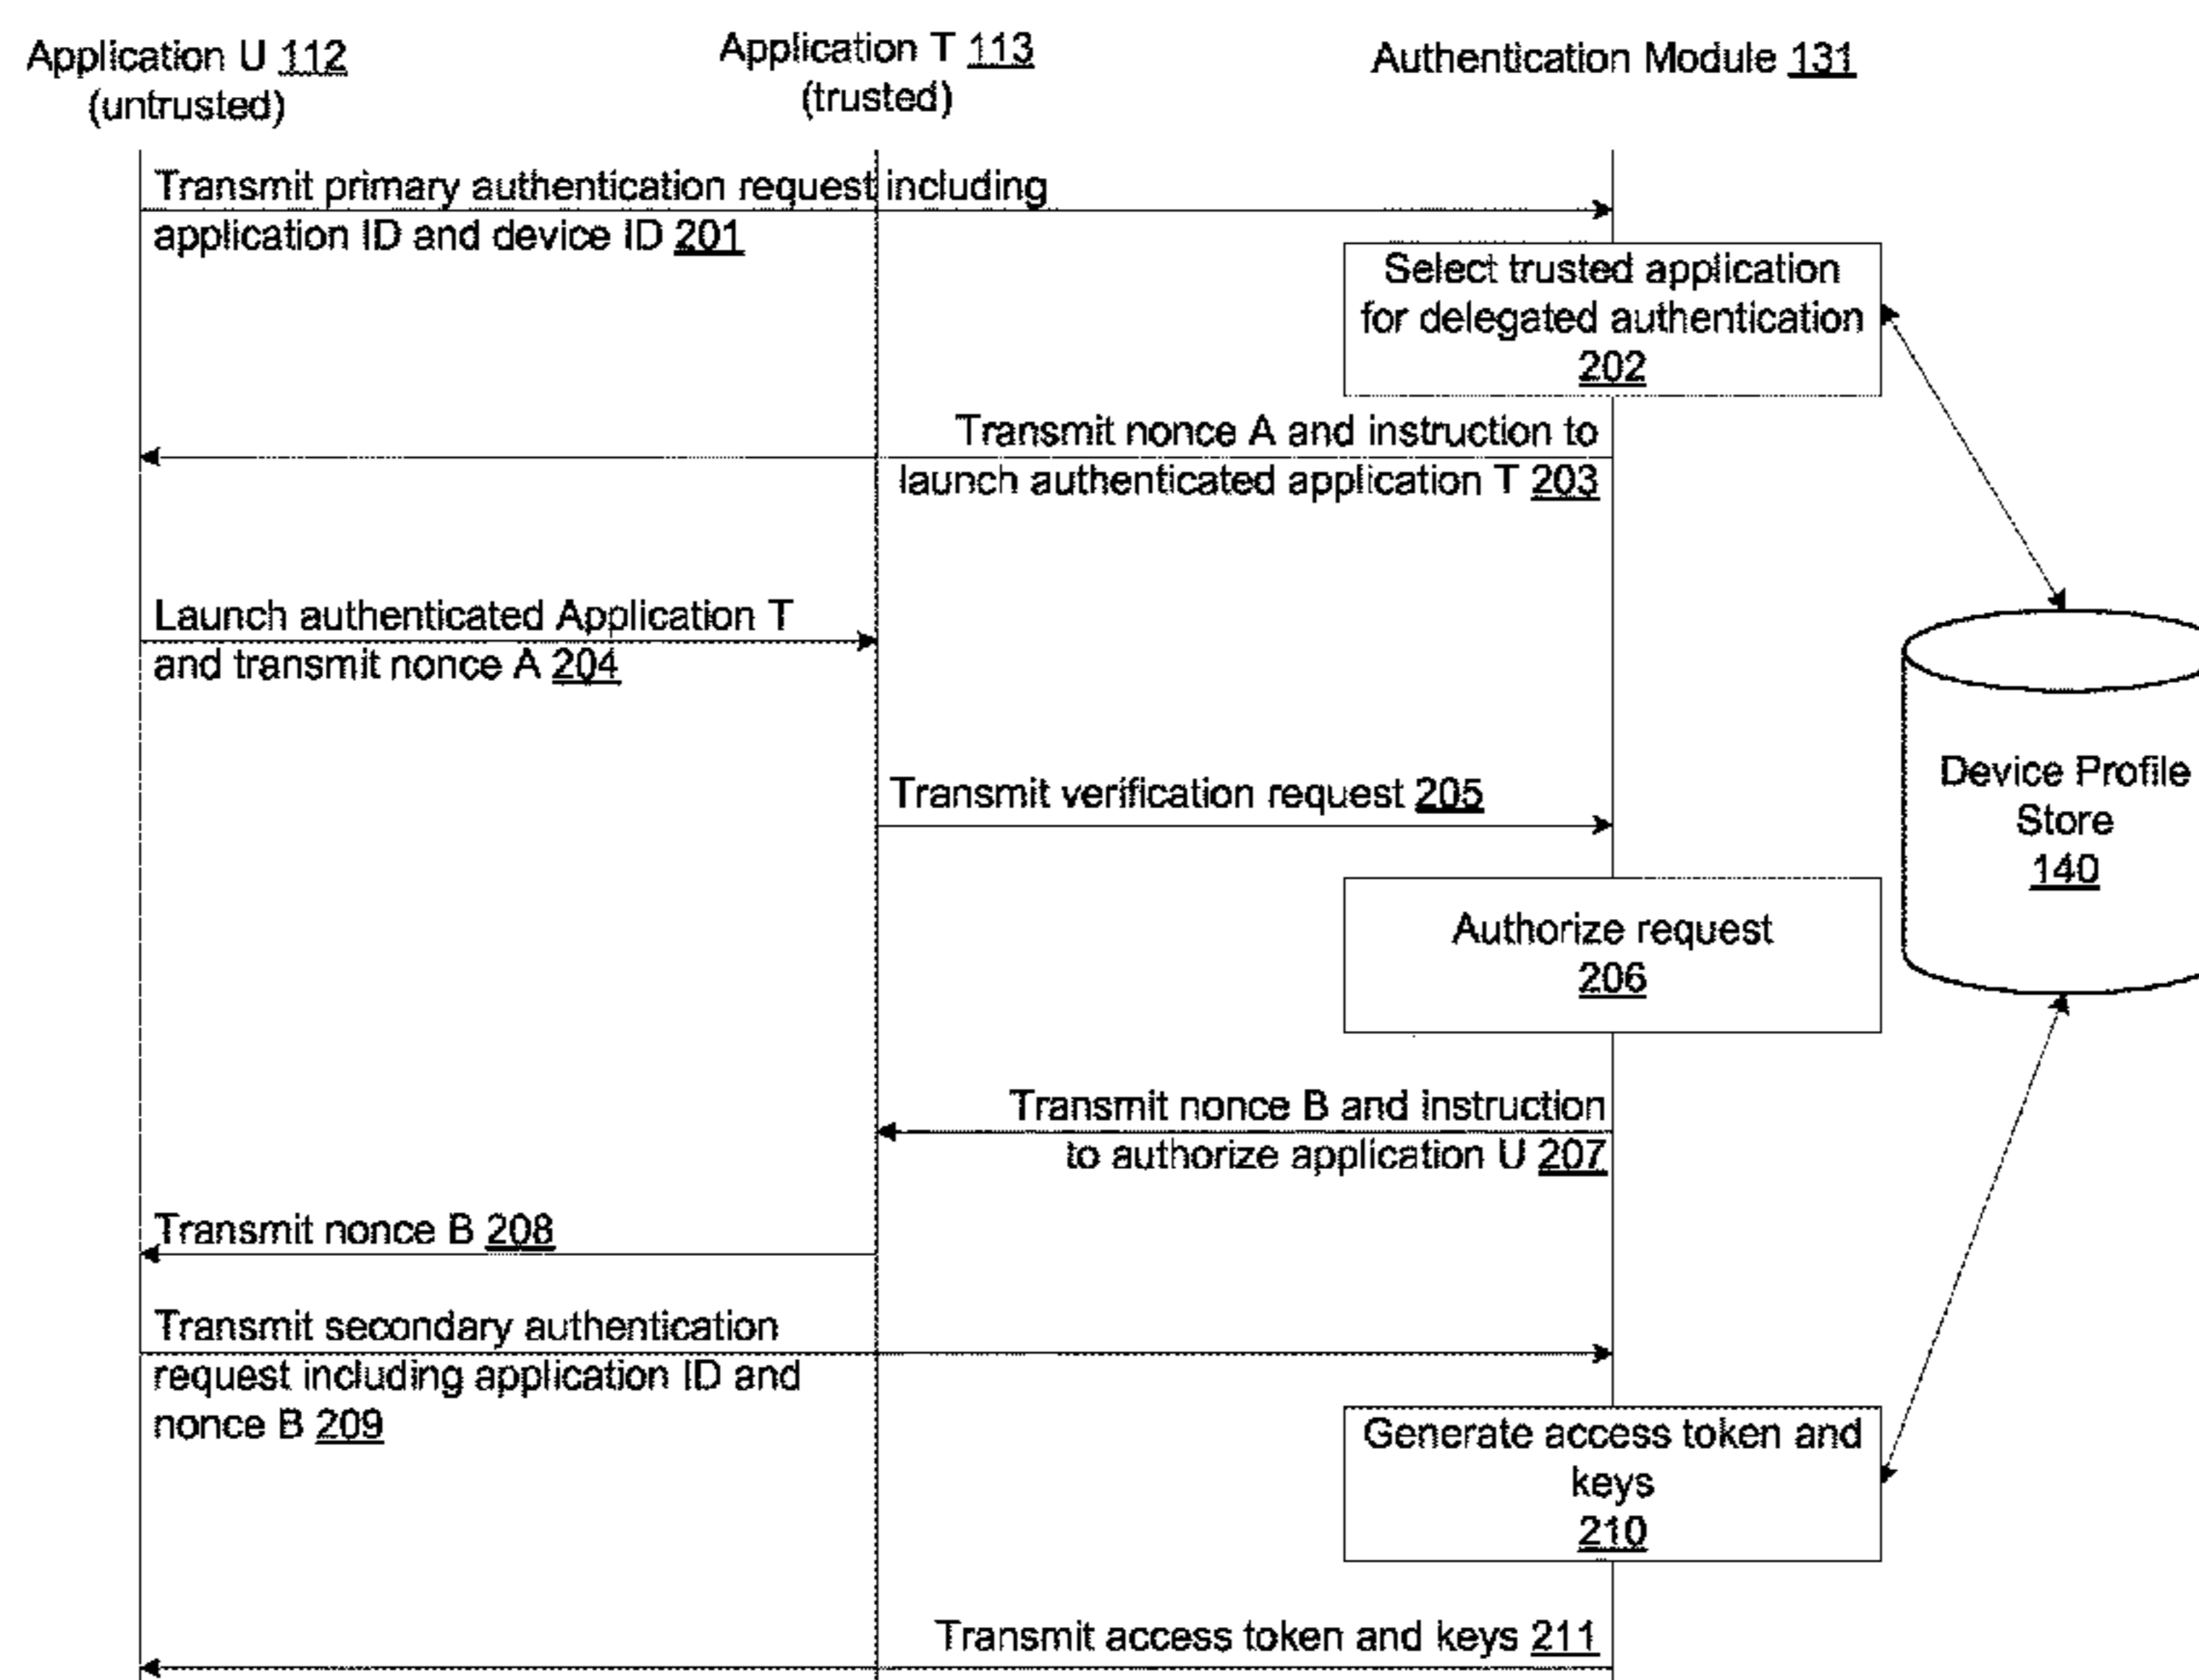 Application U 112
(untrusted)
Application T 113
(trusted)
Authentication Module 131
Transmit primary authentication request including
application ID and device ID 201
Select trusted application
for delegated authentication
202
Transmit nonce A and instruction to
launch authenticated application T 203
Launch authenticated Application T
and transmit nonce A 204
Transmit verification request 205
Device Profile
Store
140
Authorize request
206
Transmit nonce B and instruction
to authorize application U 207
Transmit nonce B 208
Transmit secondary authentication
request including application ID and
nonce B 209
Generate access token and
keys
210
Transmit access token and keys 211